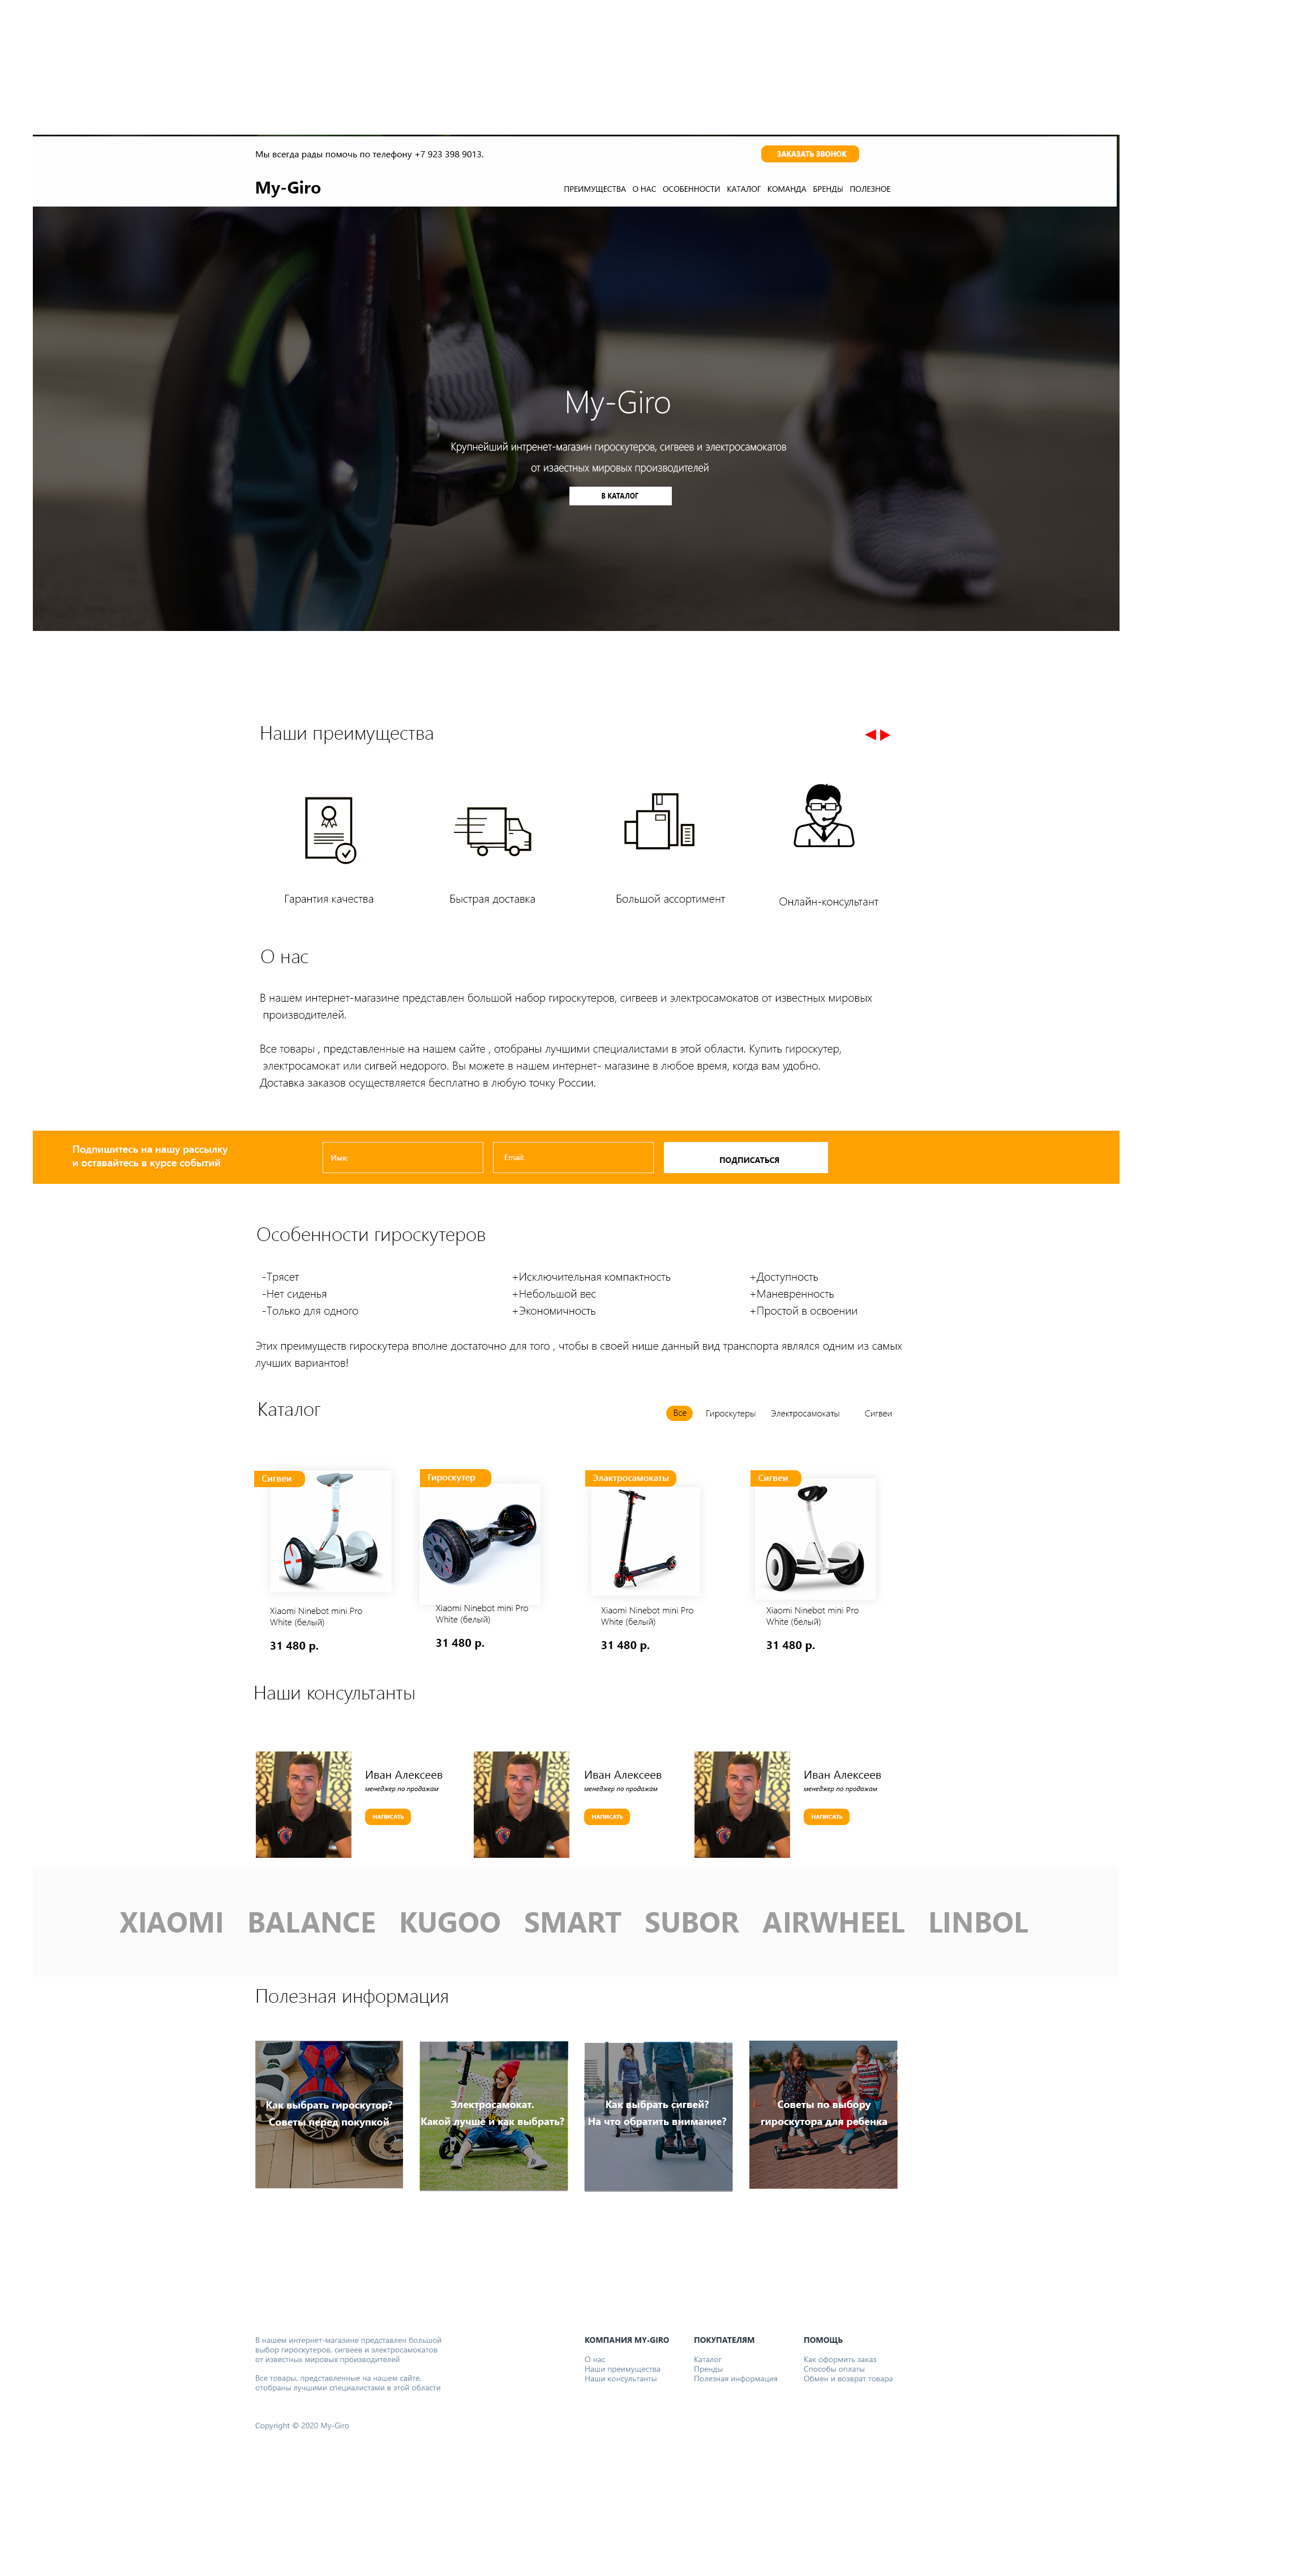 Мы всегда рады помочь по телефону +7 923 398 9013.
ЗАКАЗАТЬ ЗВОНОК
My-Giro
ПРЕИМУЩЕСТВА О НАС ОСОБЕННОСТИ КАТАЛОГ КОМАНДА БРЕНДЫ ПОЛЕЗНОЕ
My-Giro
Крупнейший интренет-магазин гироскутеров, сигвеев и электросамокатов
от изаестных мировых производителей
В КАТАЛОГ
Наши преимущества
Гарантия качества
Быстрая доставка
Большой ассортимент
Онлайн-консультант
О нас
В нашем интернет-магазине представлен большой набор гироскутеров, сигвеев и электросамокатов от известных мировых
производителей.
Все товары , представленные на нашем сайте , отобраны лучшими специалистами в этой области. Купить гироскутер,
электросамокат или сигвей недорого. Вы можете в нашем интернет- магазине в любое время, когда вам удобно.
Доставка заказов осуществляется бесплатно в любую точку России.
Подпишитесь на нашу рассылку
и оставайтесь в курсе событий
Имя:
Email:
ПОДПИСАТЬСЯ
Особенности гироскутеров
-Трясет
-Нет сиденья
-Только для одного
+Исключительная компактность
+Небольшой вес
+Экономичность
+Доступность
+Маневренность
+Простой в освоении
Этих преимуществ гироскутера вполне достаточно для того , чтобы в своей нише данный вид транспорта являлся одним из самых
лучших вариантов!
Каталог
Все Гироскутеры Электросамокаты Сигвеи
Сигвеи
Xiaomi Ninebot mini Pro
White (белый)
31 480 р.
Гироскутер
Xiaomi Ninebot mini Pro
White (белый)
31 480 р.
Элактросамокаты
Xiaomi Ninebot mini Pro
White (белый)
31 480 р.
Сигвеи
Xiaomi Ninebot mini Pro
White (белый)
31 480 р.
Наши консультанты
Иван Алексеев
менеджер по продажам
НАПИСАТЬ
Иван Алексеев
менеджер по продажам
НАПИСАТЬ
Иван Алексеев
менеджер по продажам
НАПИСАТЬ
XIAOMI BALANCE KUGOO SMART SUBOR AIRWHEEL LINBOL
Полезная информация
Как выбрать гироскутор?
Советы перед покупкой
Электросамокат.
Какой лучше и как выбрать?
Как выбрать сигвей?
На что обратить внимание?
Советы по выбору
гироскутора для ребенка
В нашем интернет-магазине представлен большой
выбор гироскутеров, сигвеев и электросамокатов
от известных мировых производителей
Все товары, представленные на нашем сайте,
отобраны лучшими специалистами в этой области
Copyright © 2020 My-Giro
КОМПАНИЯ MY-GIRO
О нас
Наши преимущества
Наши консультанты
ПОКУПАТЕЛЯМ
Каталог
Пренды
Полезная информация
ПОМОЩЬ
Как оформить заказ
Способы оплаты
Обмен и возврат товара